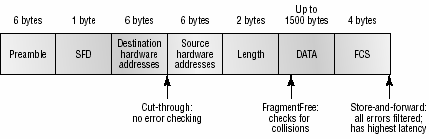 6 bytes
1 byte
6 bytes
6 bytes
2 bytes
Up to
1500 bytes
4 bytes
Preamble
SFD
Destination
hardware
addresses
Source
hardware
addresses
Length
DATA
FCS
Cut-through:
no error checking
FragmentFree:
checks for
collisions
Store-and-forward:
all errors filtered;
has highest latency